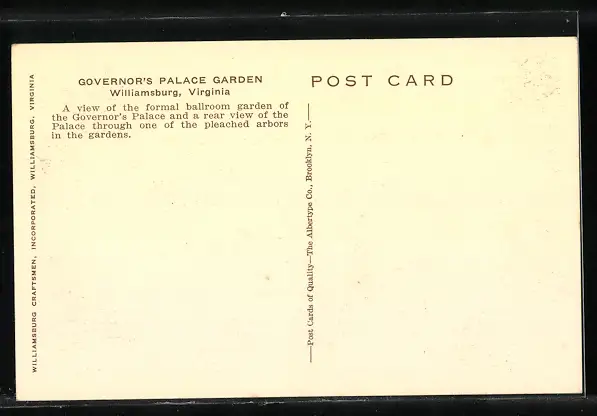 GOVERNOR'S PALACE GARDEN
Williamsburg, Virginia
A view of the formal ballroom garden of
the Governor's Palace and a rear view of the
Palace through one of the pleached arbors
in the gardens.
POST CARD
WILLIAMSBURG CRAFTSMEN, INCORPORATED, WILLIAMSBURG, VIRGINIA
—Post Cards of Quality—The Albertype Co., Brooklyn, N. Y.—